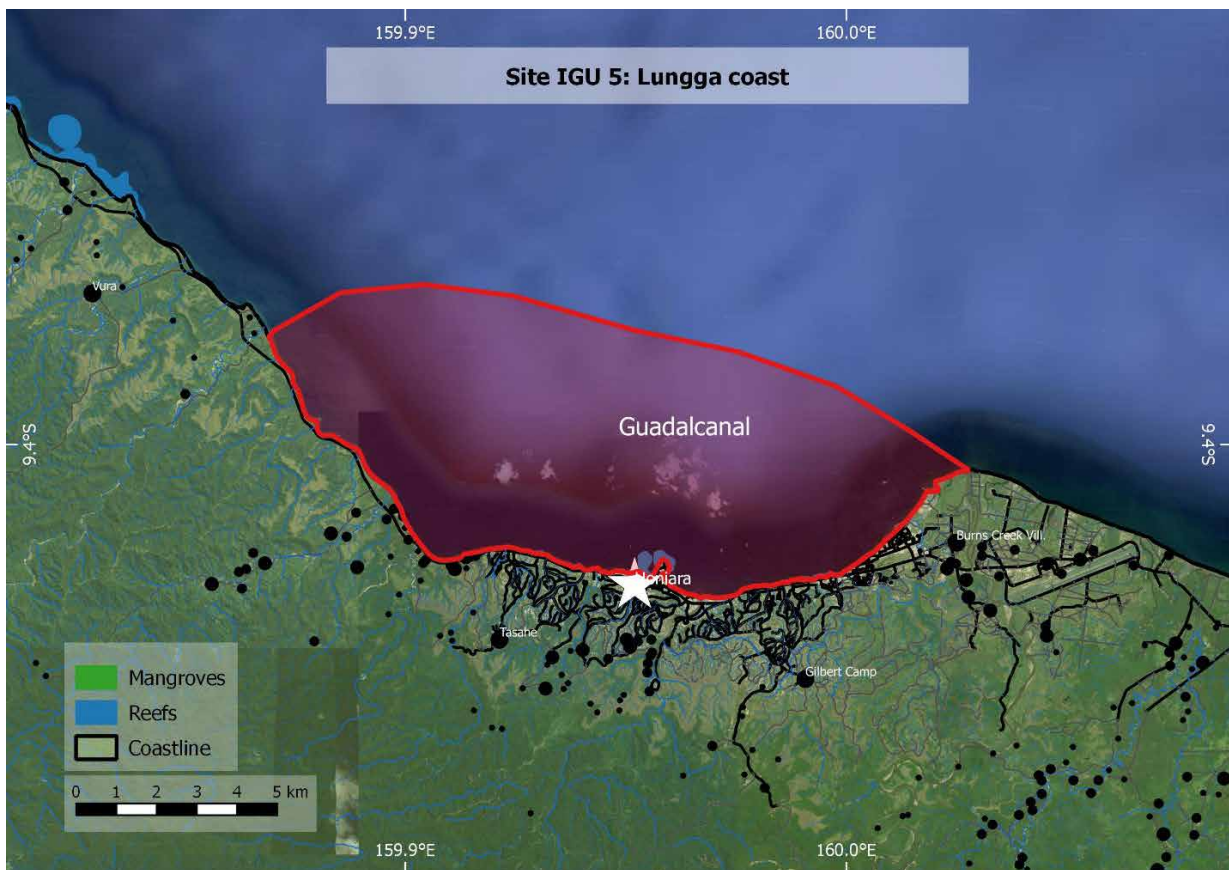 159.9°E
160.0°E
Site IGU 5: Lungga coast
Vura
Guadalcanal
9.4°S
9.4°S
Burns Creek Vill.
Honiara
Tasahe
Gilbert Camp
Mangroves
Reefs
Coastline
0 1 2 3 4 5 km
159.9°E
160.0°E